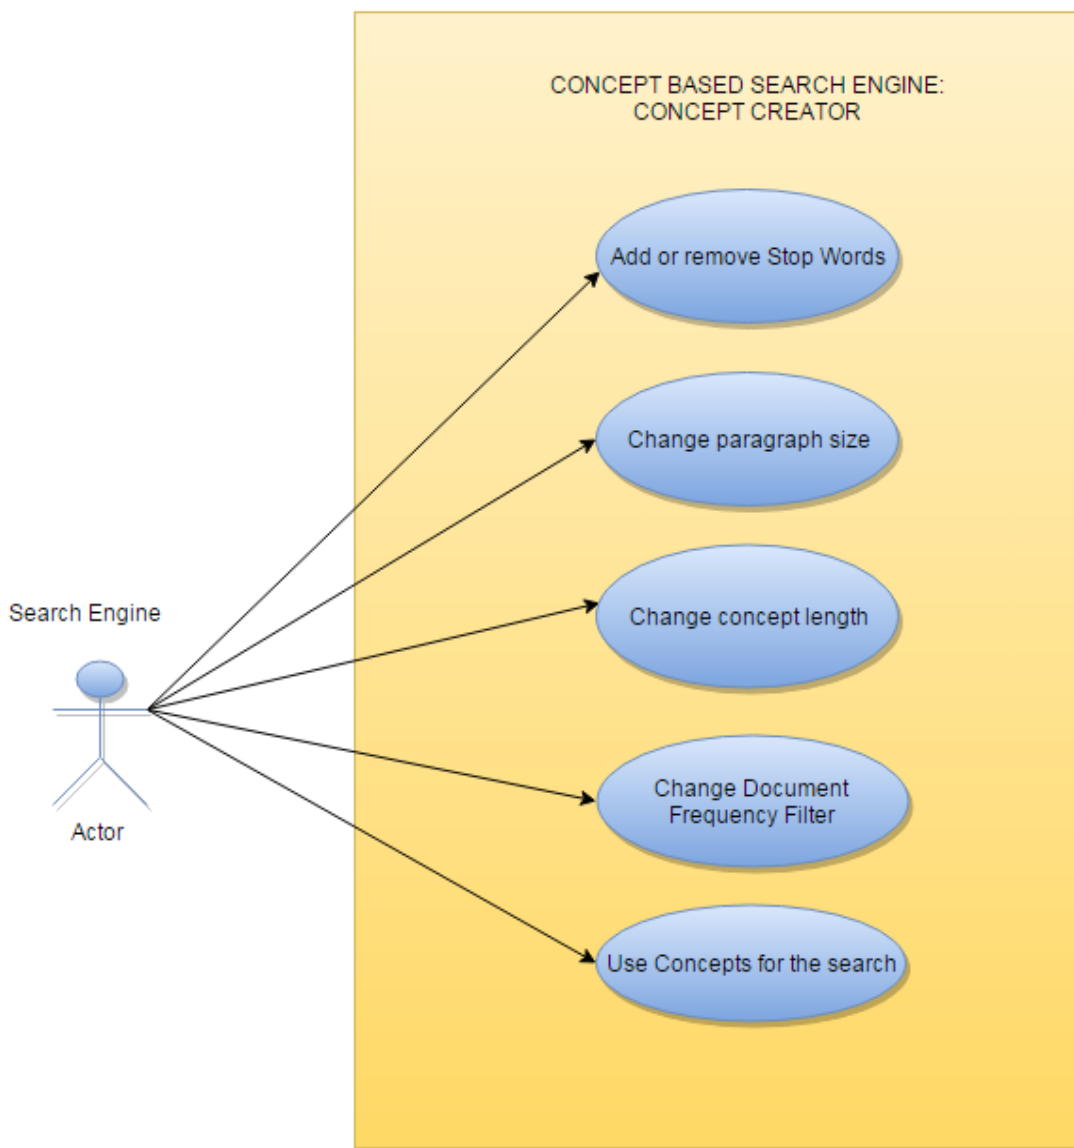 CONCEPT BASED SEARCH ENGINE:
CONCEPT CREATOR
Add or remove Stop Words
Change paragraph size
Change concept length
Search Engine
Actor
Change Document
Frequency Filter
Use Concepts for the search